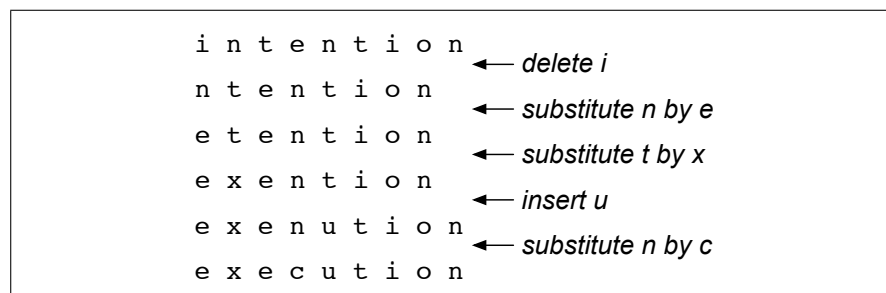 i n t e n t i o n
delete i
n t e n t i o n
substitute n by e
e t e n t i o n
substitute t by x
e x e n t i o n
insert u
e x e n u t i o n
substitute n by c
e x e c u t i o n